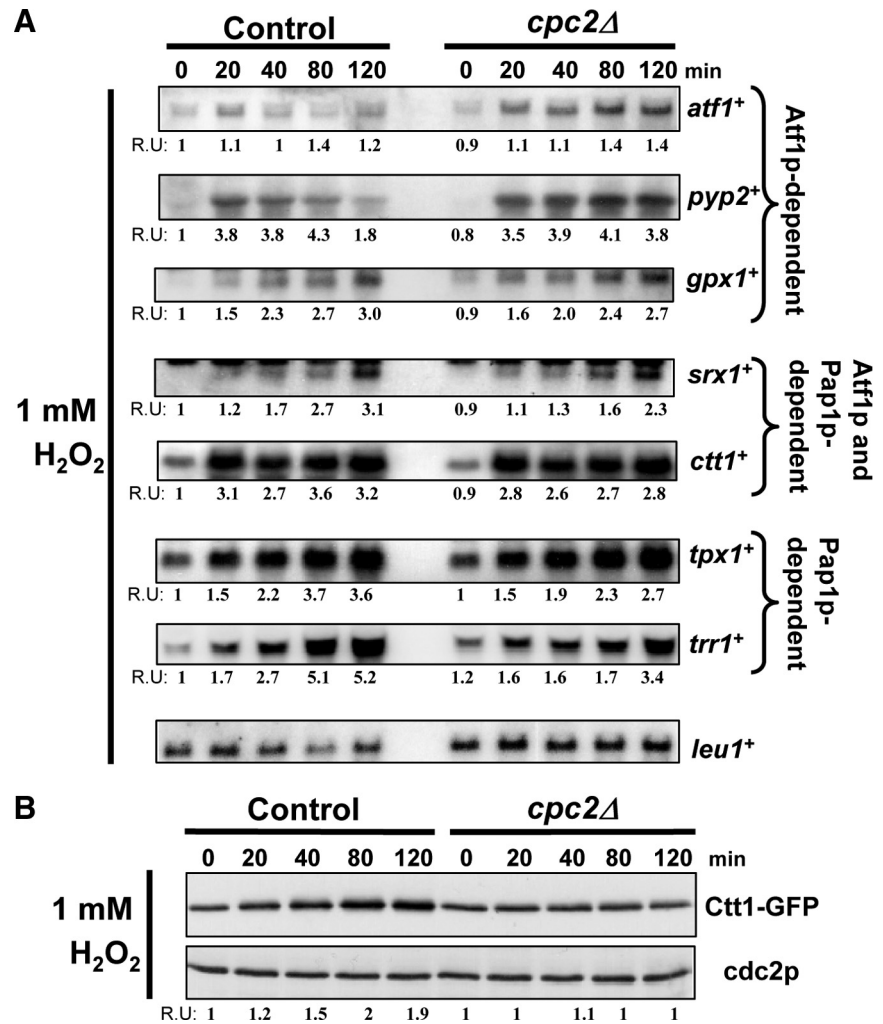 A
Control cpc2Δ
0 20 40 80 120 0 20 40 80 120 min
atf1+
R.U: 1 1.1 1 1.4 1.2 0.9 1.1 1.1 1.4 1.4
pyp2+
R.U: 1 3.8 3.8 4.3 1.8 0.8 3.5 3.9 4.1 3.8
gpx1+
R.U: 1 1.5 2.3 2.7 3.0 0.9 1.6 2.0 2.4 2.7
Atf1p-dependent
srx1+
R.U: 1 1.2 1.7 2.7 3.1 0.9 1.1 1.3 1.6 2.3
1 mM
H2O2
ctt1+
R.U: 1 3.1 2.7 3.6 3.2 0.9 2.8 2.6 2.7 2.8
Atf1p and
Pap1p-
dependent
tpx1+
R.U: 1 1.5 2.2 3.7 3.6 1 1.5 1.9 2.3 2.7
trr1+
R.U: 1 1.7 2.7 5.1 5.2 1.2 1.6 1.6 1.7 3.4
Pap1p-
dependent
leu1+
B
Control cpc2Δ
0 20 40 80 120 0 20 40 80 120 min
1 mM
H2O2
Ctt1-GFP
cdc2p
R.U: 1 1.2 1.5 2 1.9 1 1 1.1 1 1